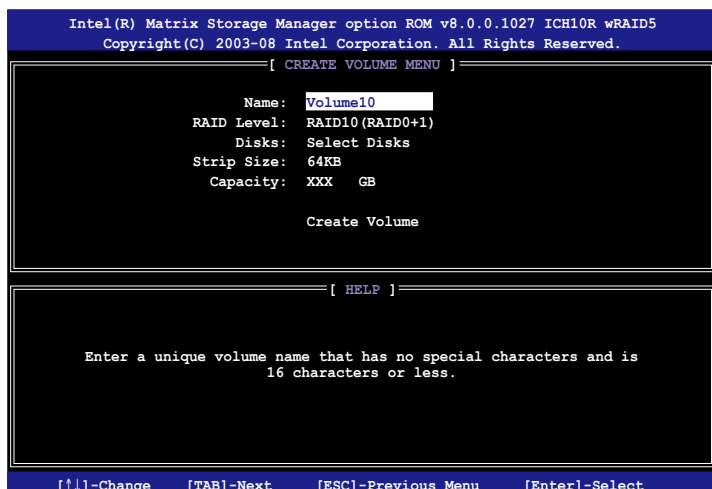 Intel(R) Matrix Storage Manager option ROM v8.0.0.1027 ICH10R wRAID5
Copyright(C) 2003-08 Intel Corporation. All Rights Reserved.
[ CREATE VOLUME MENU ]
Name: Volume10
RAID Level: RAID10(RAID0+1)
Disks: Select Disks
Strip Size: 64KB
Capacity: XXX GB
Create Volume
[ HELP ]
Enter a unique volume name that has no special characters and is
16 characters or less.
[↑↓]-Change [TAB]-Next [ESC]-Previous Menu [Enter]-Select